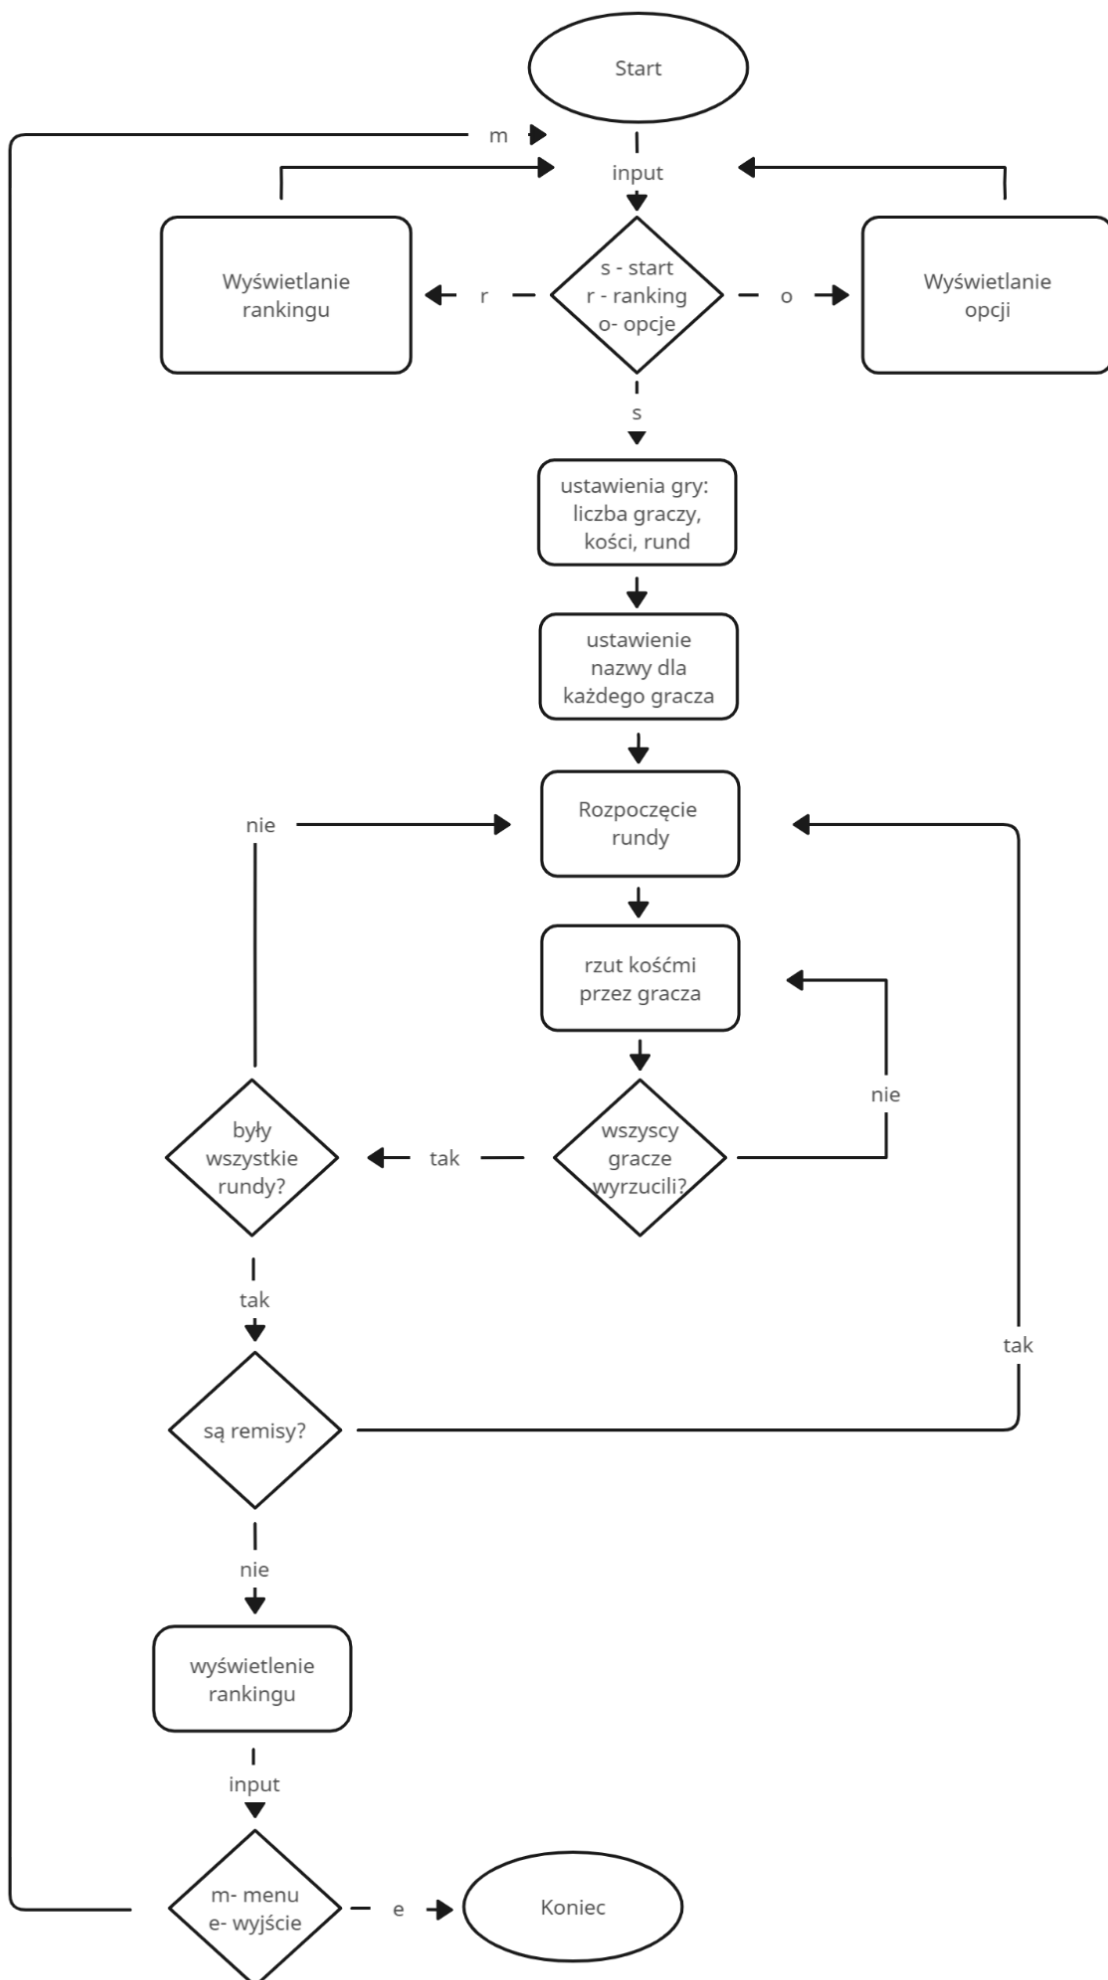 Start
m
input
Wyświetlanie
rankingu
r
s - start
r - ranking
o- opcje
o
Wyświetlanie
opcji
s
ustawienia gry:
liczba graczy,
kości, rund
ustawienie
nazwy dla
każdego gracza
Rozpoczęcie
rundy
nie
rzut kośćmi
przez gracza
nie
były
wszystkie
rundy?
tak
wszyscy
gracze
wyrzucili?
tak
tak
są remisy?
nie
wyświetlenie
rankingu
input
m- menu
e- wyjście
e
Koniec